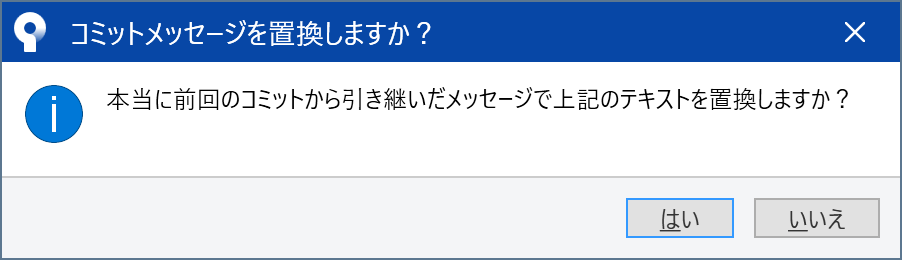 コミットメッセージを置換しますか？
本当に前回のコミットから引き継いだメッセージで上記のテキストを置換しますか？
はい
いいえ